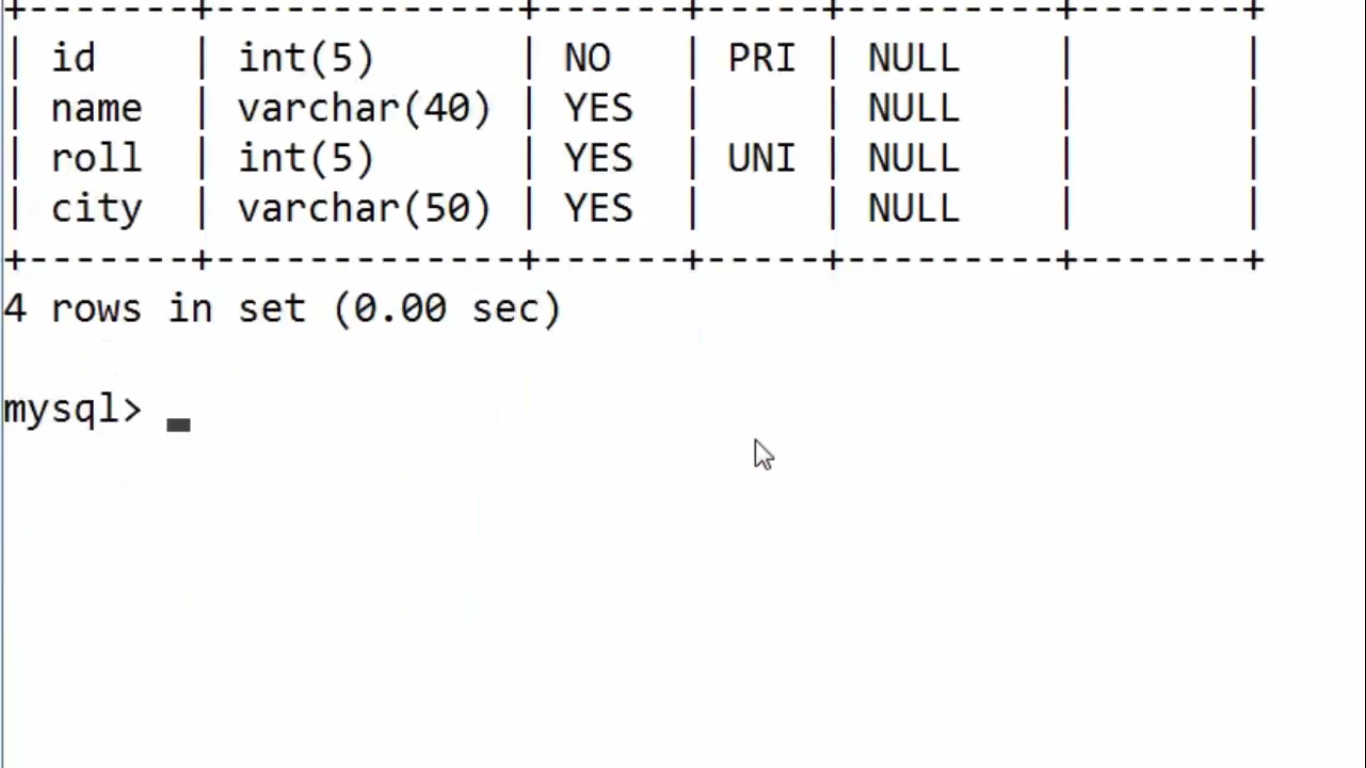 +-------+-------------+------+-----+---------+-------+
| id | int(5) | NO | PRI | NULL | |
| name | varchar(40) | YES | | NULL | |
| roll | int(5) | YES | UNI | NULL | |
| city | varchar(50) | YES | | NULL | |
+-------+-------------+------+-----+---------+-------+
4 rows in set (0.00 sec)
mysql>